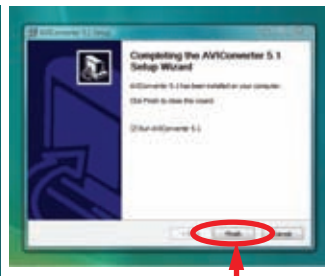 AVIConverter 5.1 Setup
Completing the AVIConverter 5.1
Setup Wizard
AVIConverter 5.1 has been installed on your computer.
Click Finish to close this wizard.
Run AVIConverter 5.1
Finish
Cancel